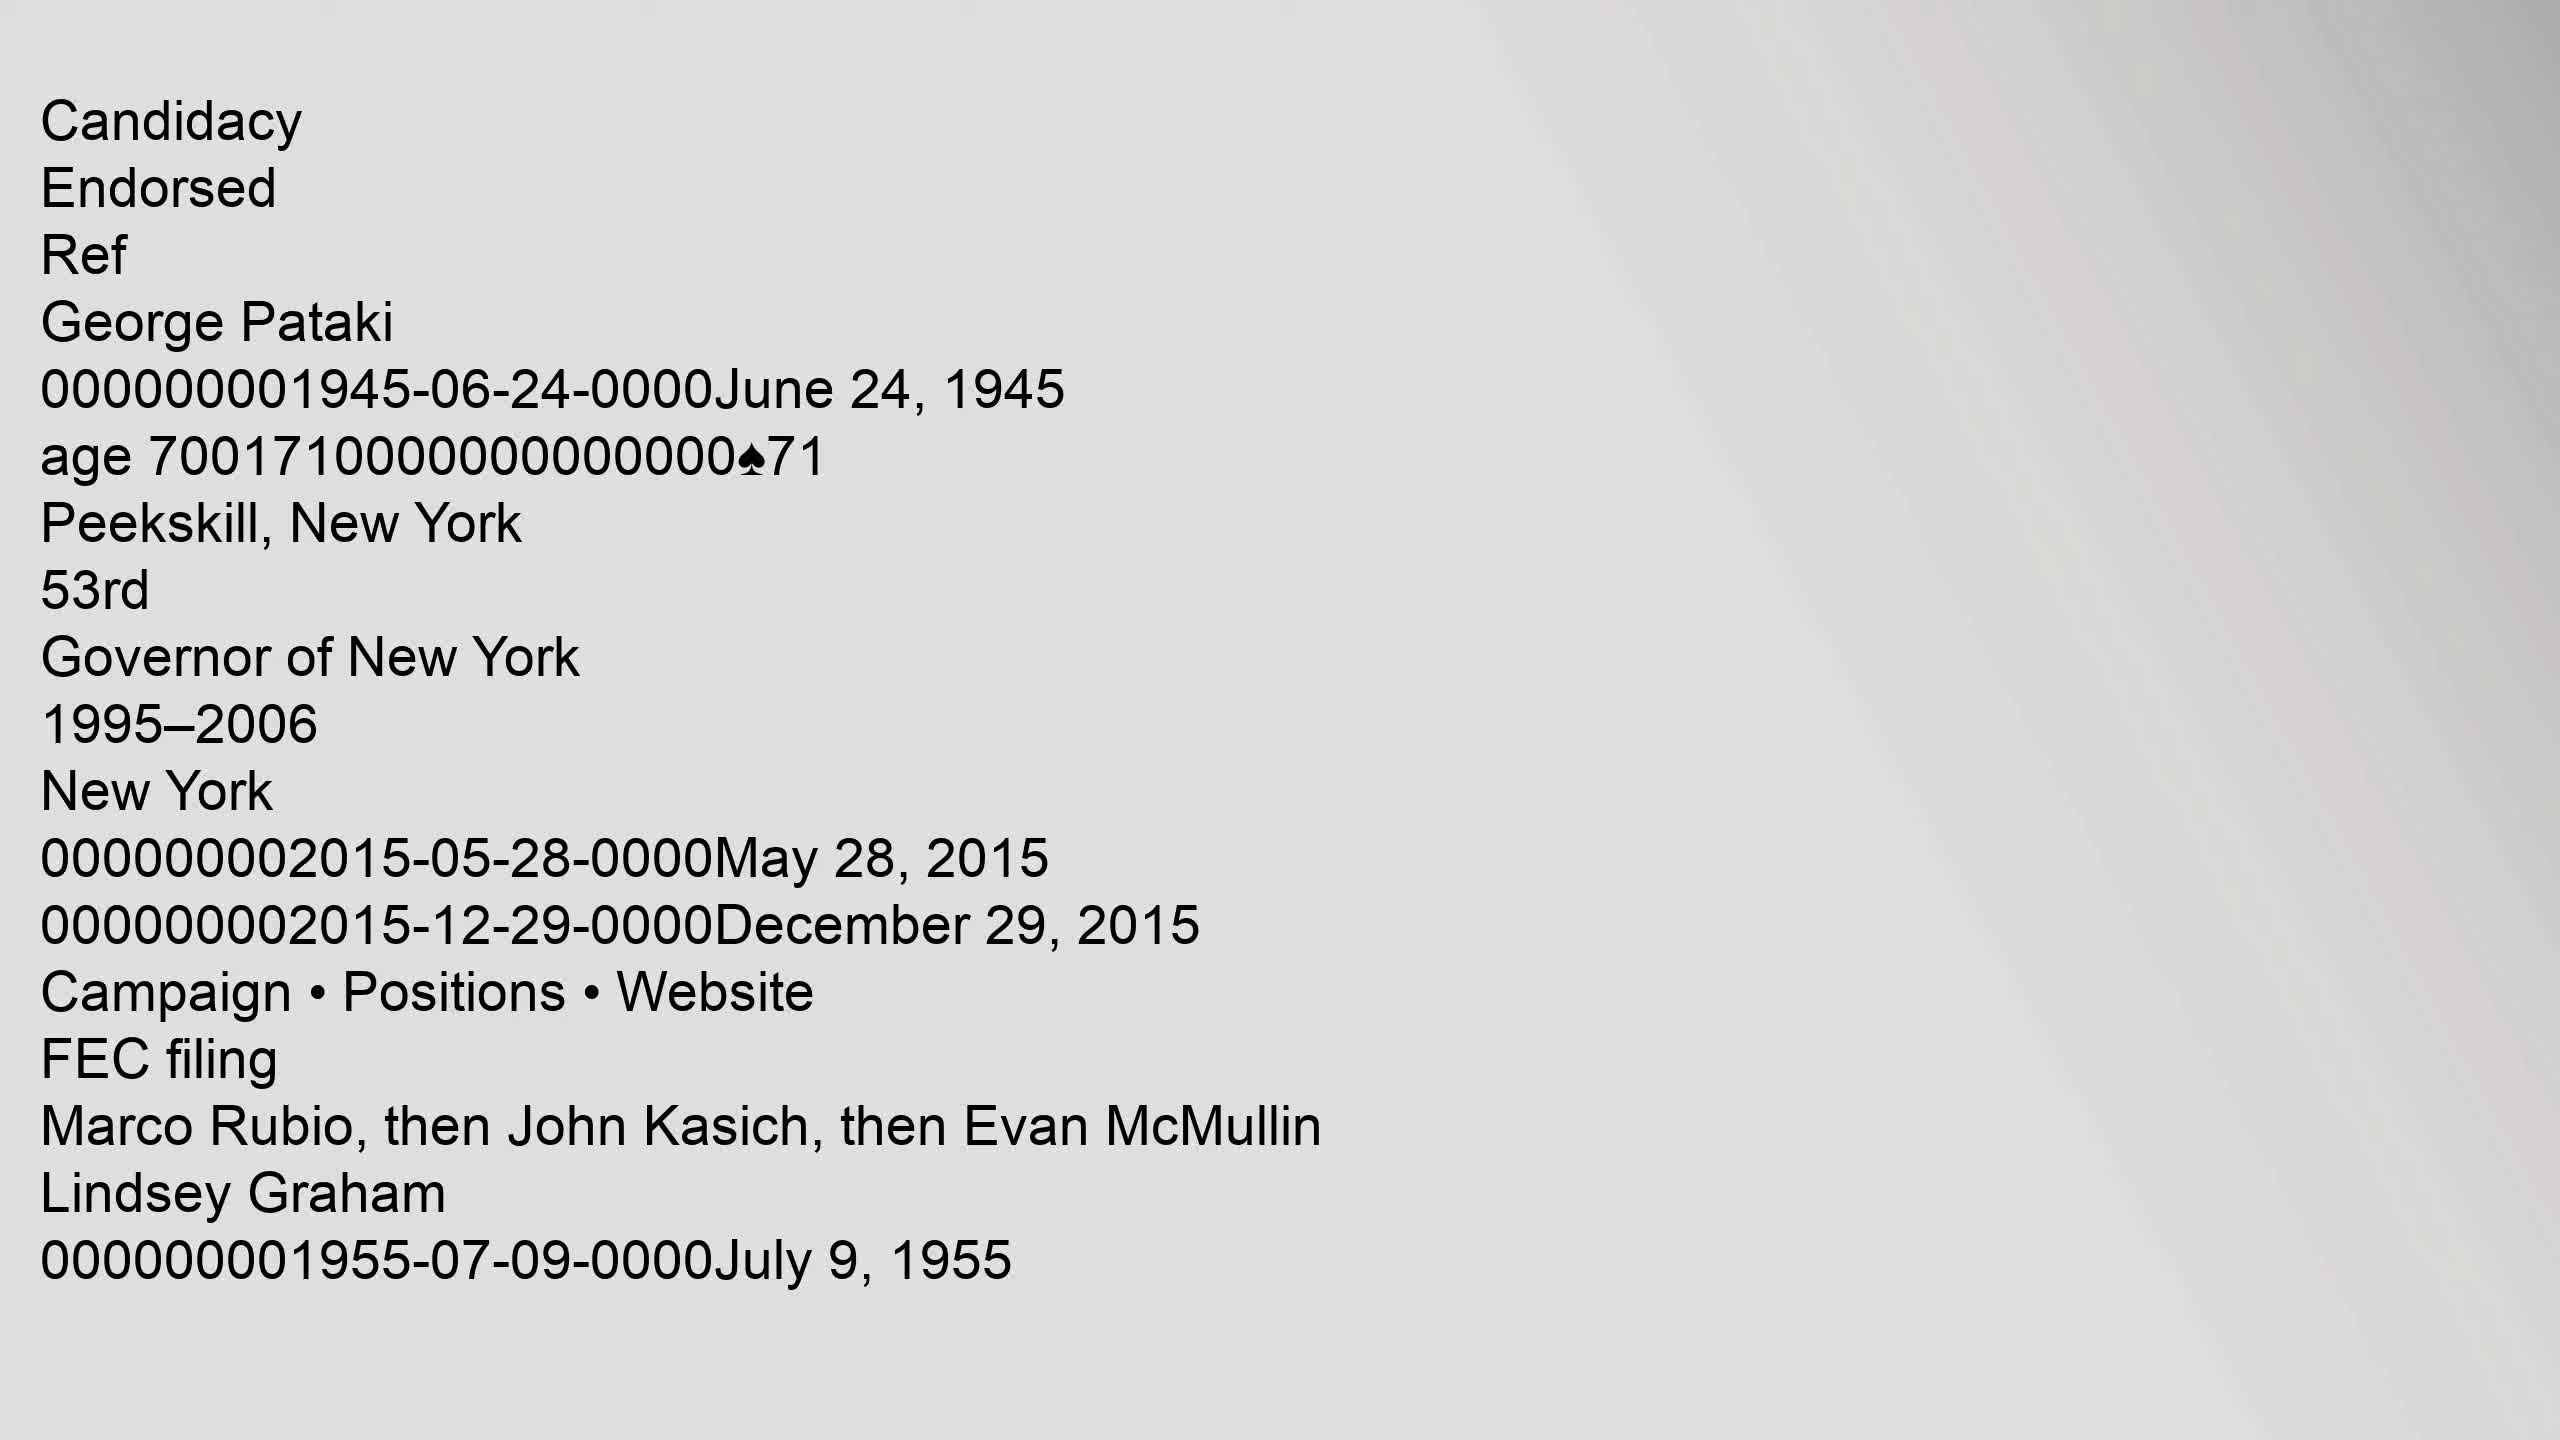 Candidacy
Endorsed
Ref
George Pataki
000000001945-06-24-0000June 24, 1945
age 7001710000000000000♠71
Peekskill, New York
53rd
Governor of New York
1995–2006
New York
000000002015-05-28-0000May 28, 2015
000000002015-12-29-0000December 29, 2015
Campaign • Positions • Website
FEC filing
Marco Rubio, then John Kasich, then Evan McMullin
Lindsey Graham
000000001955-07-09-0000July 9, 1955